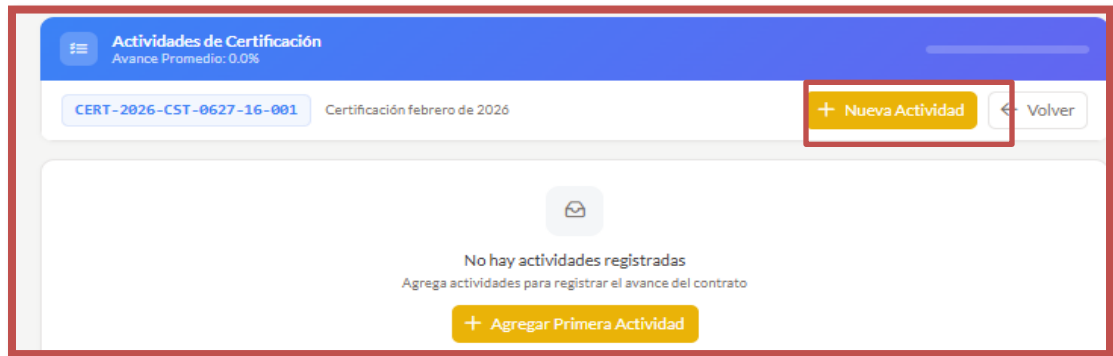 Actividades de Certificación
Avance Promedio: 0.0%
CERT-2026-CST-0627-16-001 Certificación febrero de 2026 + Nueva Actividad ← Volver
No hay actividades registradas
Agrega actividades para registrar el avance del contrato
+ Agregar Primera Actividad